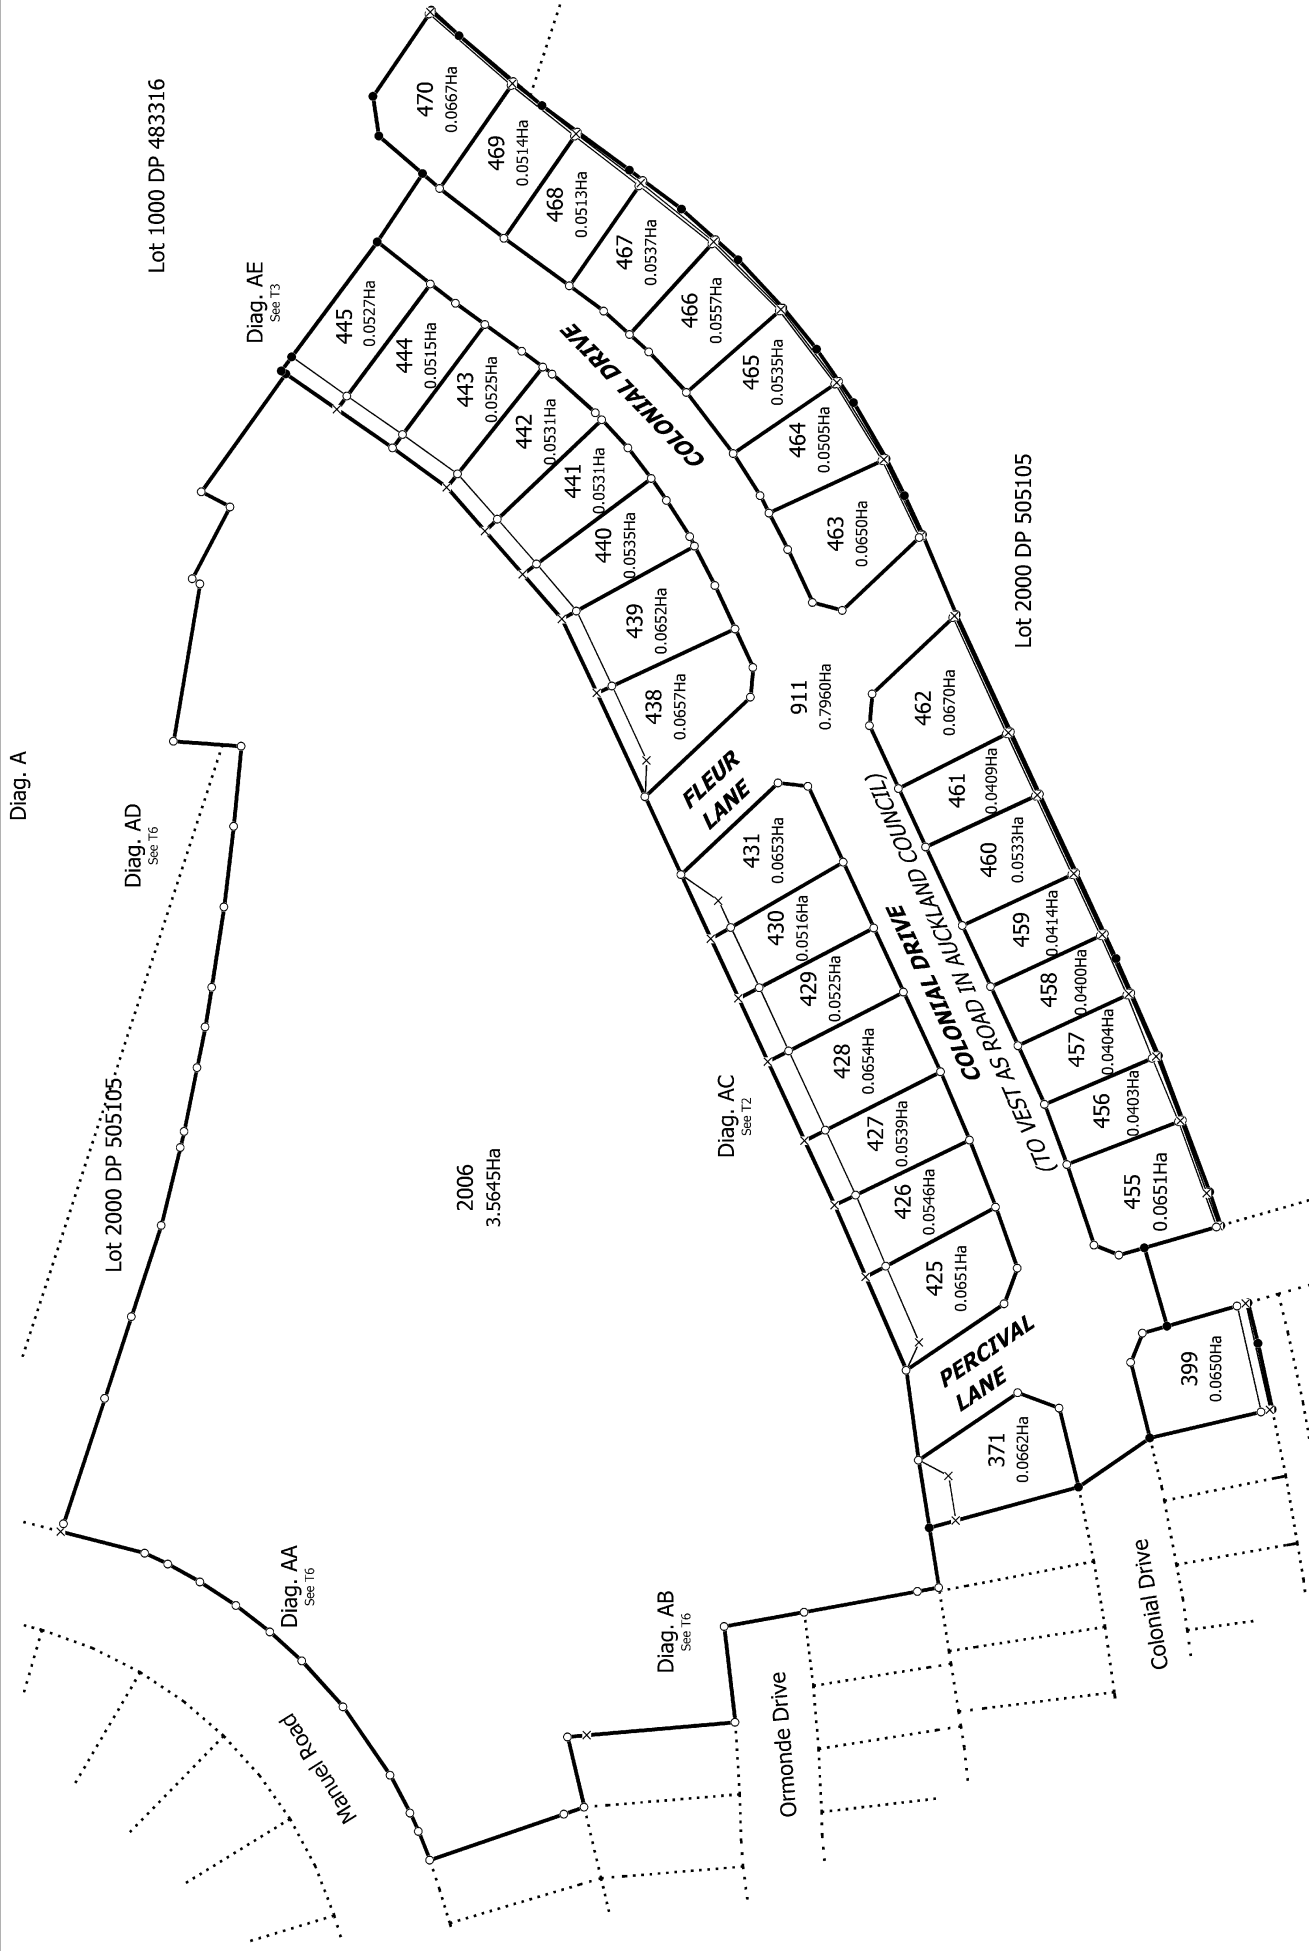 Diag. A
Lot 1000 DP 483316
Diag. AE
See T3
Diag. AD
See T6
Lot 2000 DP 505105
2006
3.5645Ha
Diag. AA
See T6
Manuel Road
Diag. AB
See T6
Ormonde Drive
Colonial Drive
Diag. AC
See T2
Lot 2000 DP 505105
470
0.0667Ha
469
0.0514Ha
468
0.0513Ha
467
0.0537Ha
466
0.0557Ha
465
0.0535Ha
464
0.0505Ha
463
0.0650Ha
445
0.0527Ha
444
0.0515Ha
443
0.0525Ha
442
0.0531Ha
441
0.0531Ha
440
0.0535Ha
439
0.0652Ha
438
0.0657Ha
COLONIAL DRIVE
911
0.7960Ha
FLEUR
LANE
431
0.0653Ha
430
0.0516Ha
429
0.0525Ha
428
0.0654Ha
427
0.0539Ha
426
0.0546Ha
425
0.0651Ha
COLONIAL DRIVE
(TO VEST AS ROAD IN AUCKLAND COUNCIL)
462
0.0670Ha
461
0.0409Ha
460
0.0533Ha
459
0.0414Ha
458
0.0400Ha
457
0.0404Ha
456
0.0403Ha
455
0.0651Ha
PERCIVAL
LANE
371
0.0662Ha
399
0.0650Ha